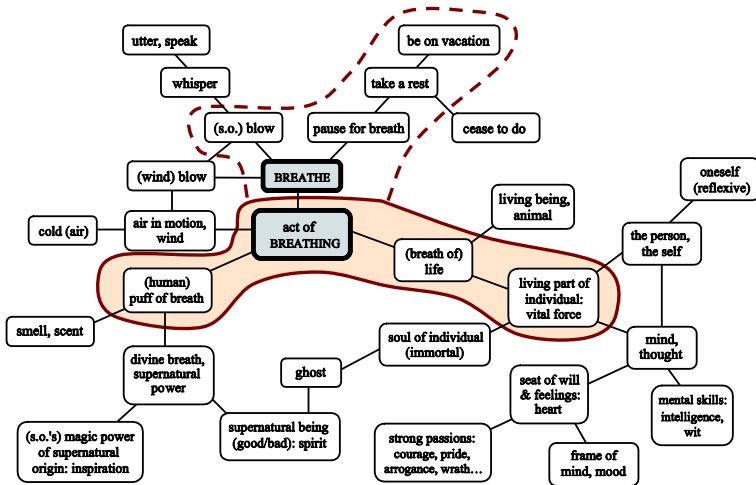 utter, speak
be on vacation
whisper
take a rest
(s.o.) blow
pause for breath
cease to do
(wind) blow
BREATHE
oneself
(reflexive)
living being,
animal
cold (air)
air in motion,
wind
act of
BREATHING
the person,
the self
(breath of)
life
(human)
puff of breath
living part of
individual:
vital force
smell, scent
soul of individual
(immortal)
mind,
thought
divine breath,
supernatural
power
ghost
seat of will
& feelings:
heart
mental skills:
intelligence,
wit
(s.o.'s) magic power
of supernatural
origin: inspiration
supernatural being
(good/bad): spirit
strong passions:
courage, pride,
arrogance, wrath...
frame of
mind, mood